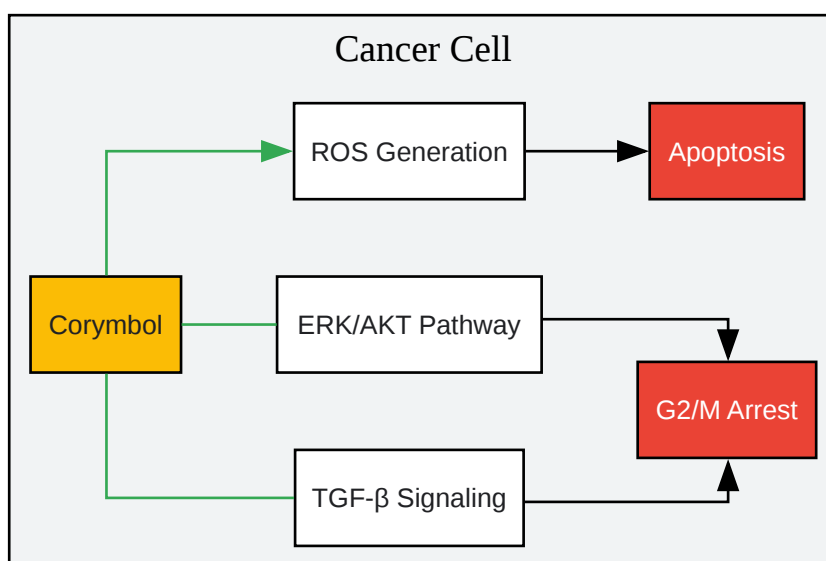 Cancer Cell
ROS Generation
Apoptosis
Corymbol
ERK/AKT Pathway
G2/M Arrest
TGF-β Signaling